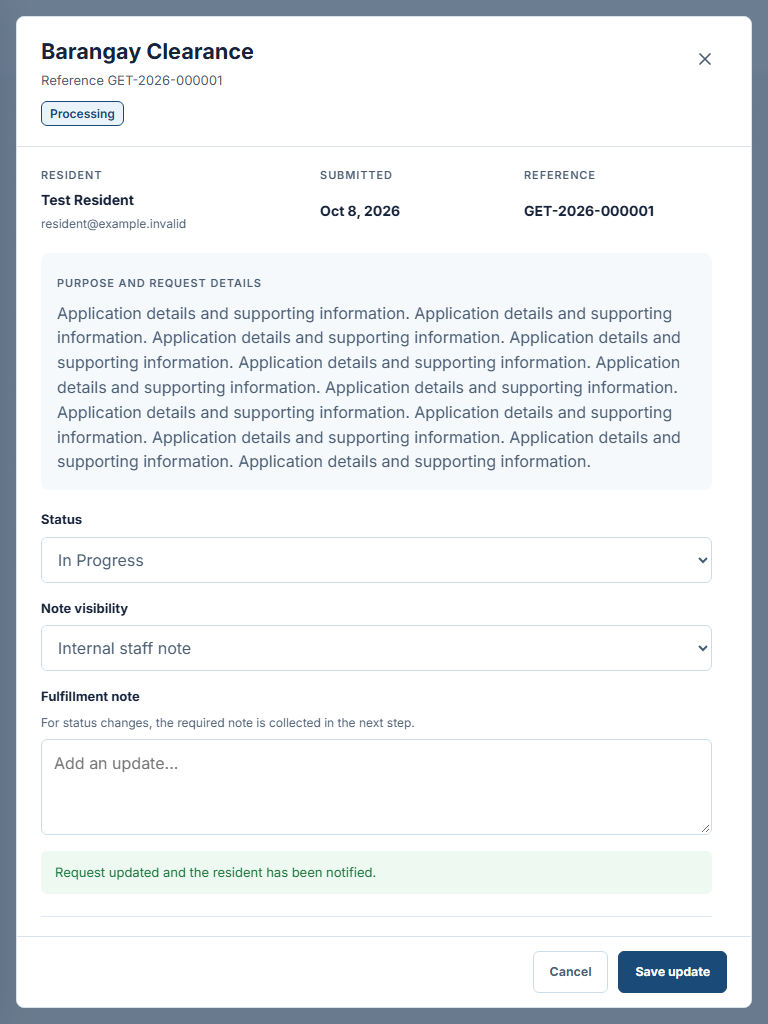 Barangay Clearance
Reference GET-2026-000001
Processing
RESIDENT
Test Resident
resident@example.invalid
SUBMITTED
Oct 8, 2026
REFERENCE
GET-2026-000001
PURPOSE AND REQUEST DETAILS
Application details and supporting information. Application details and supporting
information. Application details and supporting information. Application details and
supporting information. Application details and supporting information. Application
details and supporting information. Application details and supporting information.
Application details and supporting information. Application details and supporting
information. Application details and supporting information. Application details and
supporting information. Application details and supporting information.
Status
In Progress
Note visibility
Internal staff note
Fulfillment note
For status changes, the required note is collected in the next step.
Add an update...
Request updated and the resident has been notified.
Cancel
Save update